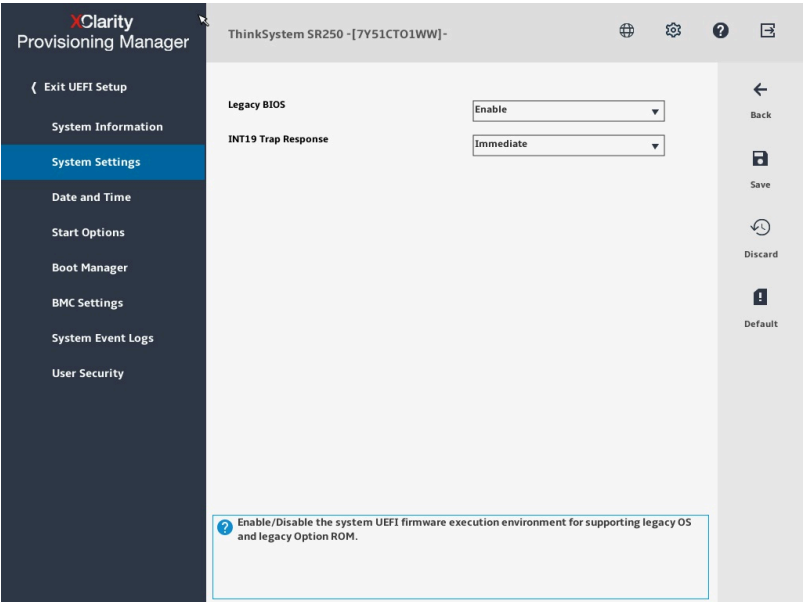 XClarity
Provisioning Manager
ThinkSystem SR250 -[7Y51CTO1WW]-
❬ Exit UEFI Setup
System Information
System Settings
Date and Time
Start Options
Boot Manager
BMC Settings
System Event Logs
User Security
Legacy BIOS
Enable
INT19 Trap Response
Immediate
Back
Save
Discard
Default
Enable/Disable the system UEFI firmware execution environment for supporting legacy OS
and legacy Option ROM.